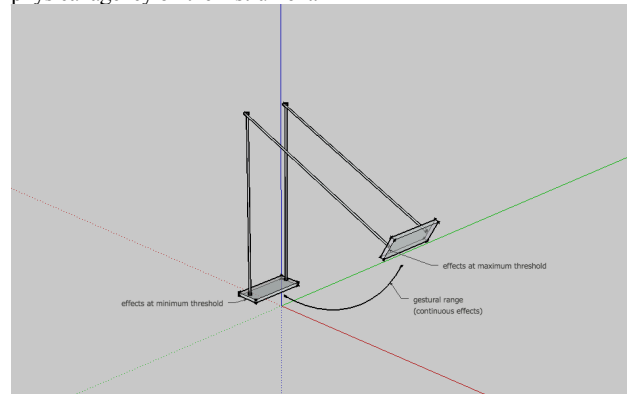 effects at maximum threshold
effects at minimum threshold
gestural range
(continuous effects)